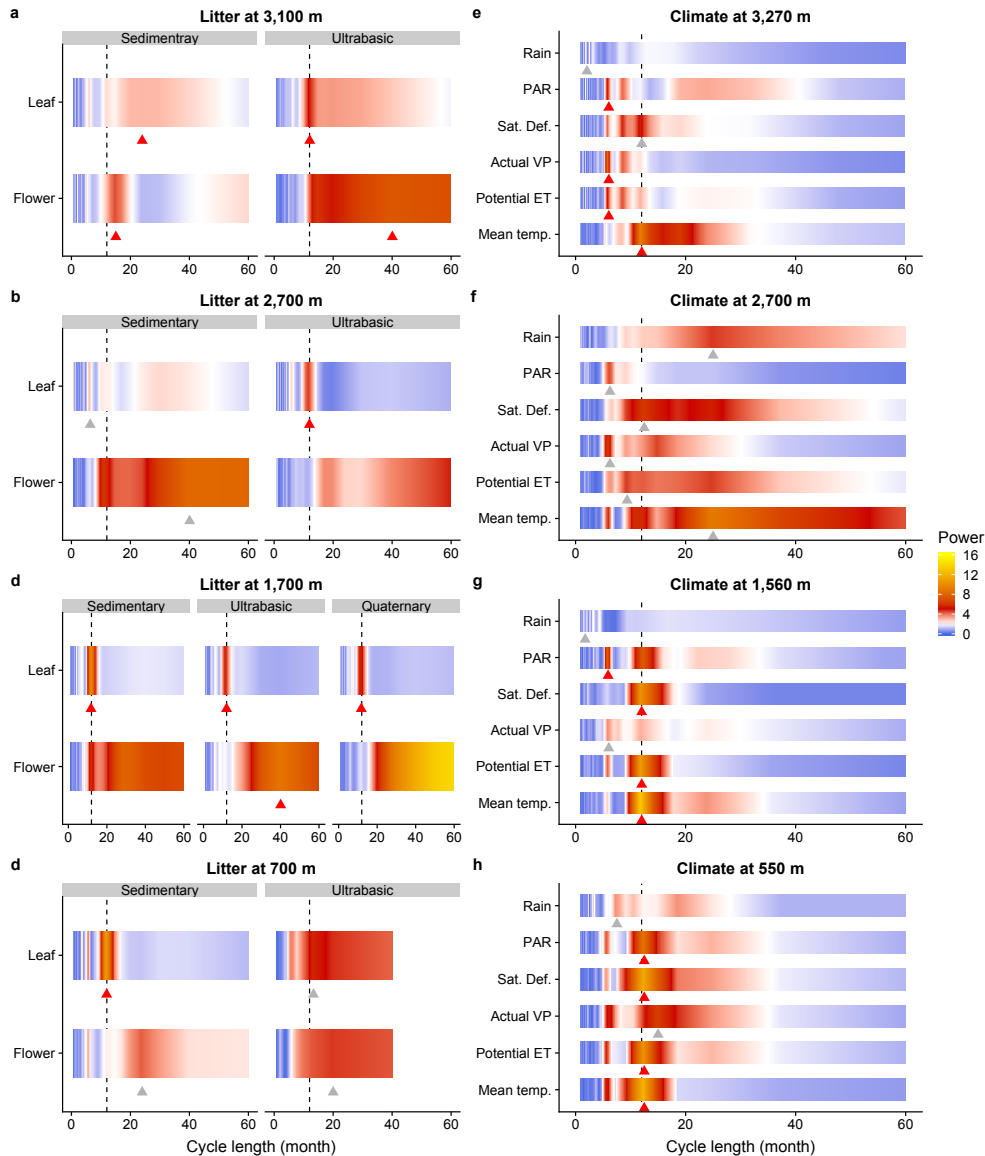 a
Litter at 3,100 m
Sedimentray
Ultrabasic
Leaf
Flower
0 20 40 60 0 20 40 60
b
Litter at 2,700 m
Sedimentary
Ultrabasic
Leaf
Flower
0 20 40 60 0 20 40 60
d
Litter at 1,700 m
Sedimentary
Ultrabasic
Quaternary
Leaf
Flower
0 20 40 60 0 20 40 60 0 20 40 60
d
Litter at 700 m
Sedimentary
Ultrabasic
Leaf
Flower
0 20 40 60 0 20 40 60
Cycle length (month)
e
Climate at 3,270 m
Rain
PAR
Sat. Def.
Actual VP
Potential ET
Mean temp.
0 20 40 60
f
Climate at 2,700 m
Rain
PAR
Sat. Def.
Actual VP
Potential ET
Mean temp.
0 20 40 60
g
Climate at 1,560 m
Rain
PAR
Sat. Def.
Actual VP
Potential ET
Mean temp.
0 20 40 60
h
Climate at 550 m
Rain
PAR
Sat. Def.
Actual VP
Potential ET
Mean temp.
0 20 40 60
Cycle length (month)
Power
16
12
8
4
0